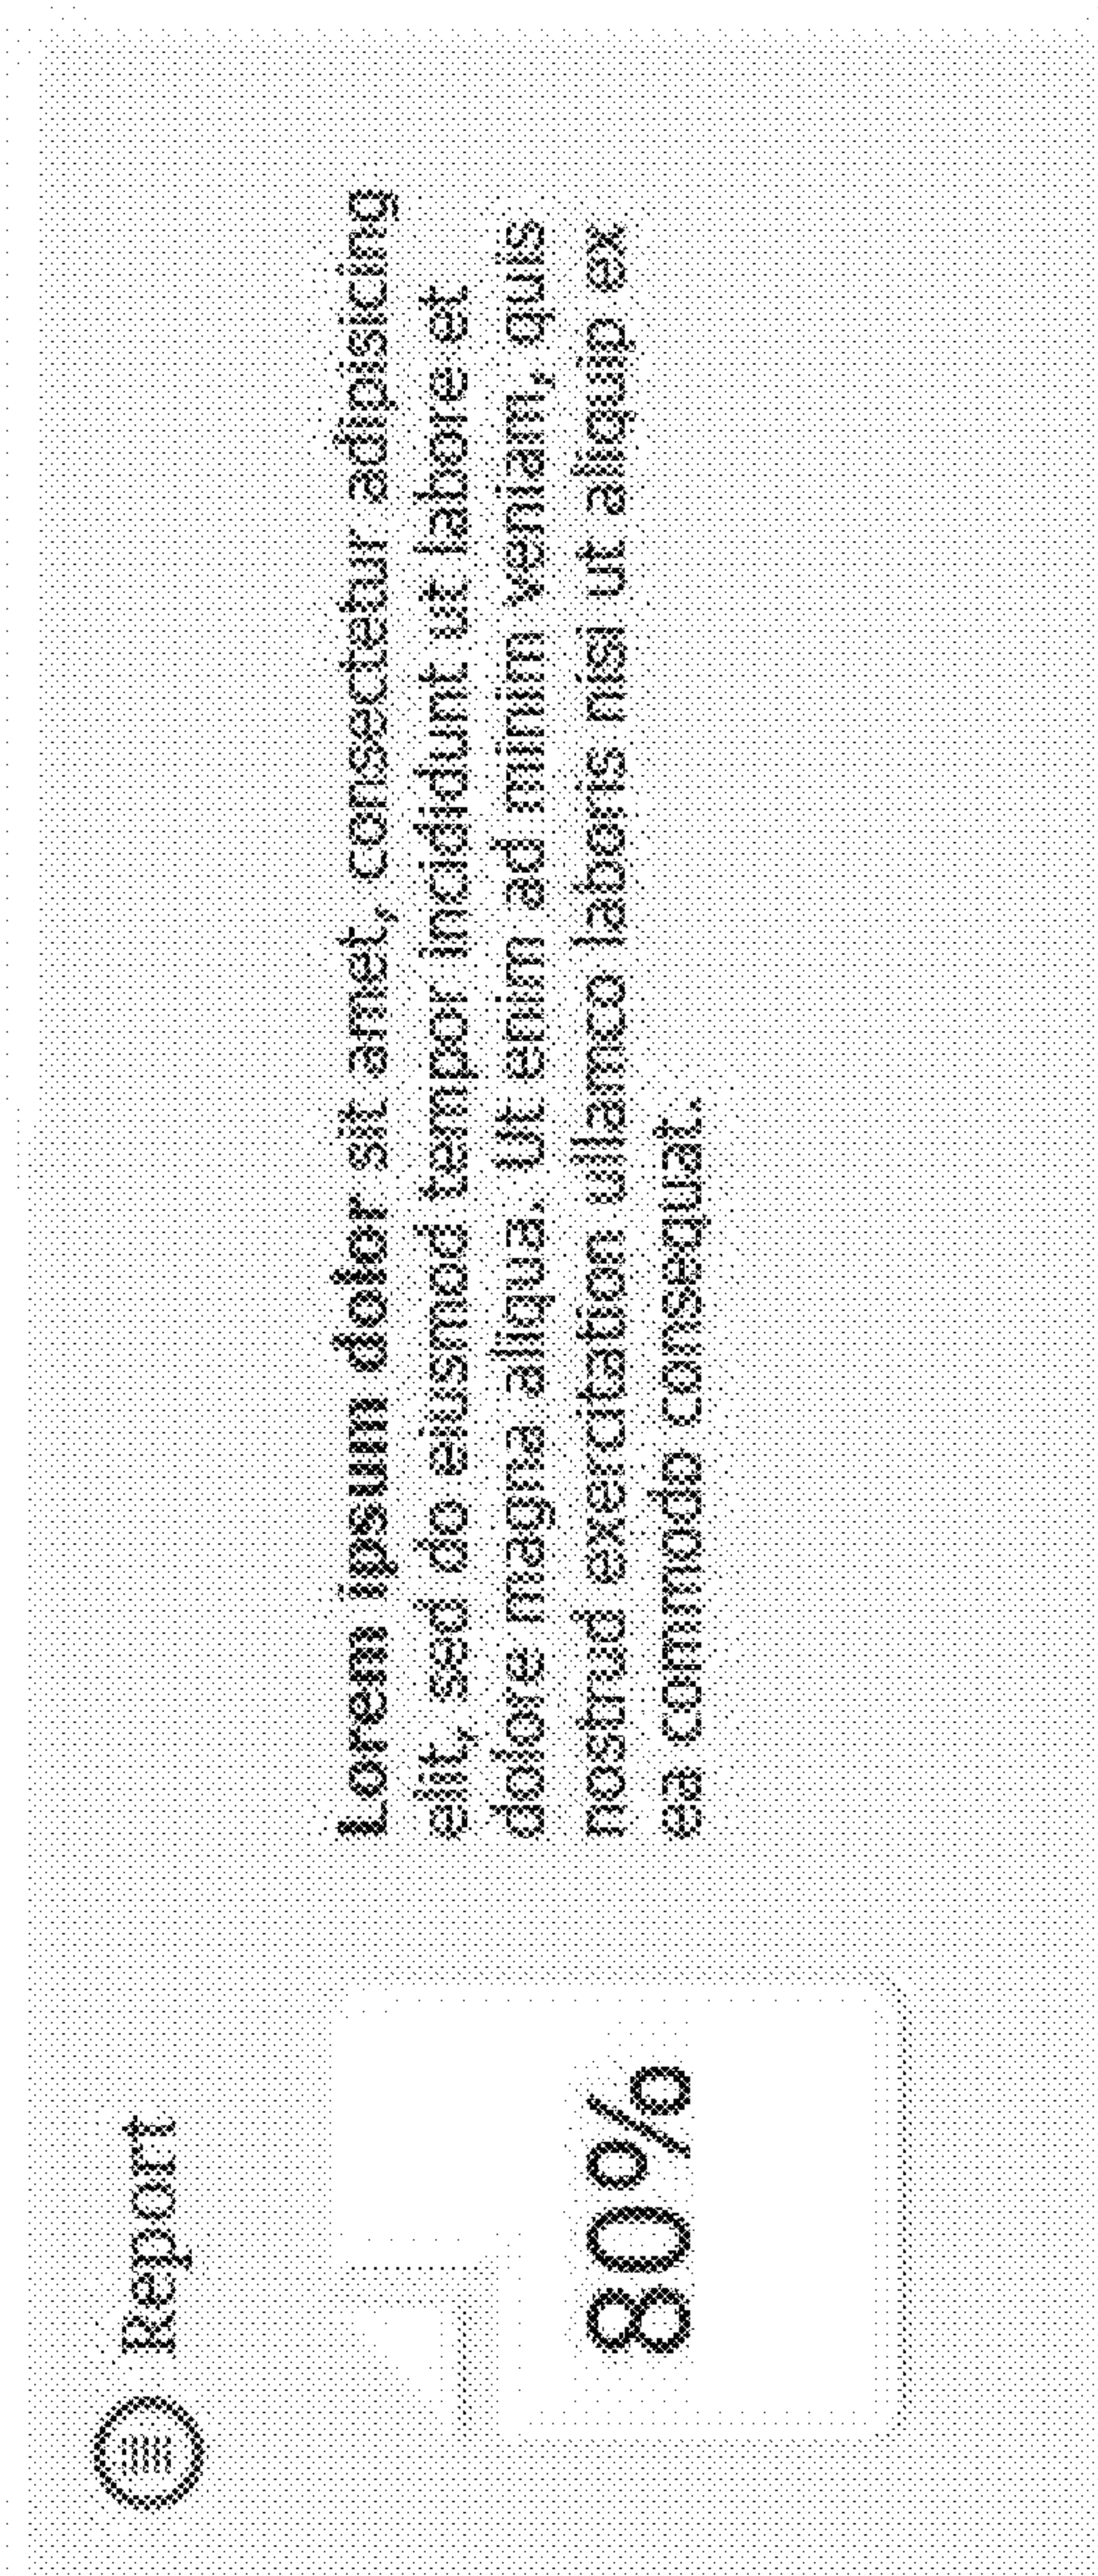 Report
80%
Lorem ipsum dolor sit amet, consectetur adipisicing
elit, sed do eiusmod tempor incididunt ut labore et
dolore magna aliqua. Ut enim ad minim veniam, quis
nostrud exercitation ullamco laboris nisi ut aliquip ex
ea commodo consequat.